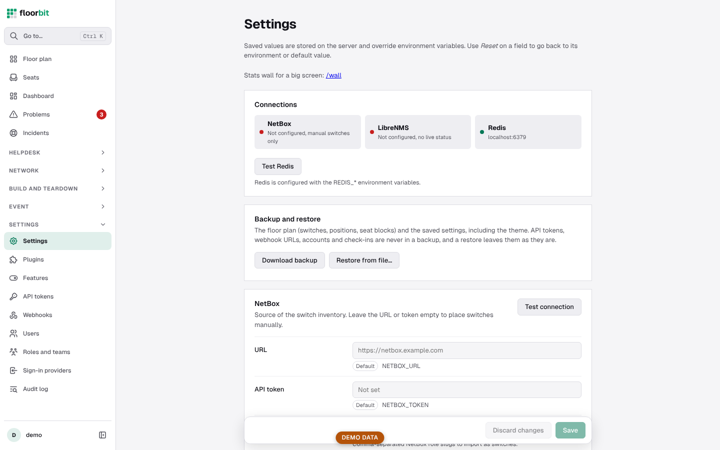 floorbit
Go to...
Ctrl K
Floor plan
Seats
Dashboard
Problems
3
Incidents
HELPDESK
NETWORK
BUILD AND TEARDOWN
EVENT
SETTINGS
Settings
Plugins
Features
API tokens
Webhooks
Users
Roles and teams
Sign-in providers
Audit log
D
demo
Settings
Saved values are stored on the server and override environment variables. Use Reset on a field to go back to its
environment or default value.
Stats wall for a big screen: /wall
Connections
NetBox
Not configured, manual switches
only
LibreNMS
Not configured, no live status
Redis
localhost:6379
Test Redis
Redis is configured with the REDIS_* environment variables.
Backup and restore
The floor plan (switches, positions, seat blocks) and the saved settings, including the theme. API tokens,
webhook URLs, accounts and check-ins are never in a backup, and a restore leaves them as they are.
Download backup
Restore from file...
NetBox
Source of the switch inventory. Leave the URL or token empty to place switches
manually.
Test connection
URL
https://netbox.example.com
Default NETBOX_URL
API token
Not set
Default NETBOX_TOKEN
Discard changes
Save
DEMO DATA